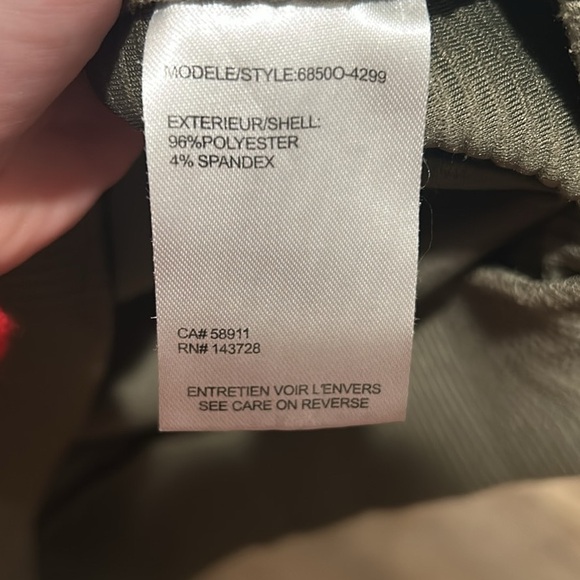 MODELE/STYLE:6850O-4299
EXTERIEUR/SHELL:
96%POLYESTER
4% SPANDEX
CA# 58911
RN# 143728
ENTRETIEN VOIR L'ENVERS
SEE CARE ON REVERSE